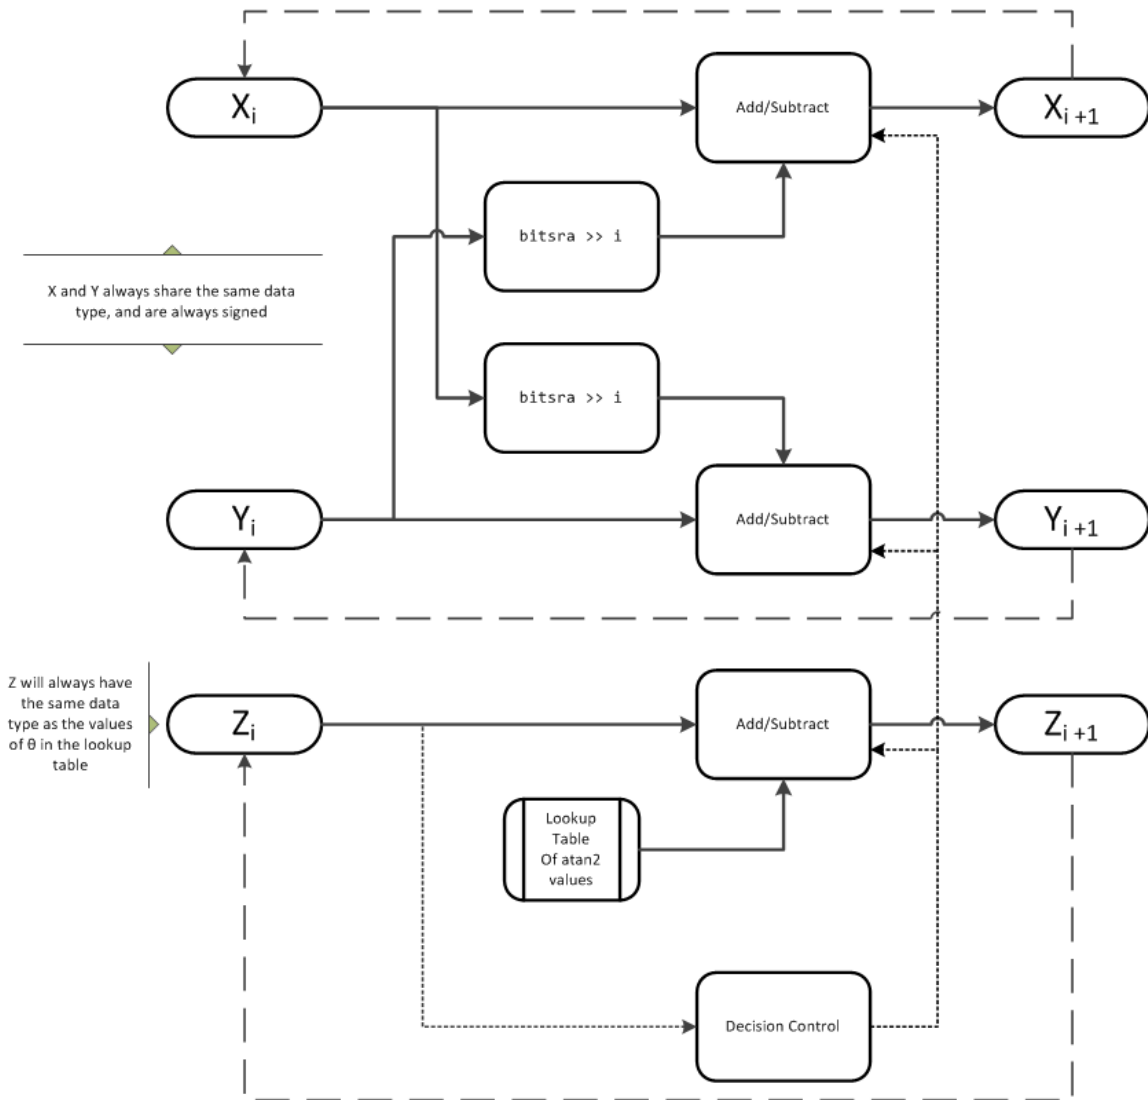 Xᵢ
Add/Subtract
Xᵢ ₊₁
bitsra >> i
X and Y always share the same data
type, and are always signed
bitsra >> i
Yᵢ
Add/Subtract
Yᵢ₊₁
Z will always have
the same data
type as the values
of θ in the lookup
table
Zᵢ
Add/Subtract
Zᵢ ₊₁
Lookup
Table
Of atan2
values
Decision Control